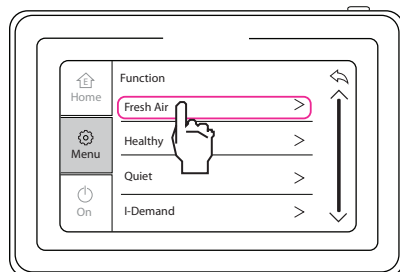 Function
E
Home
Fresh Air
Healthy
Menu
Quiet
On
I-Demand